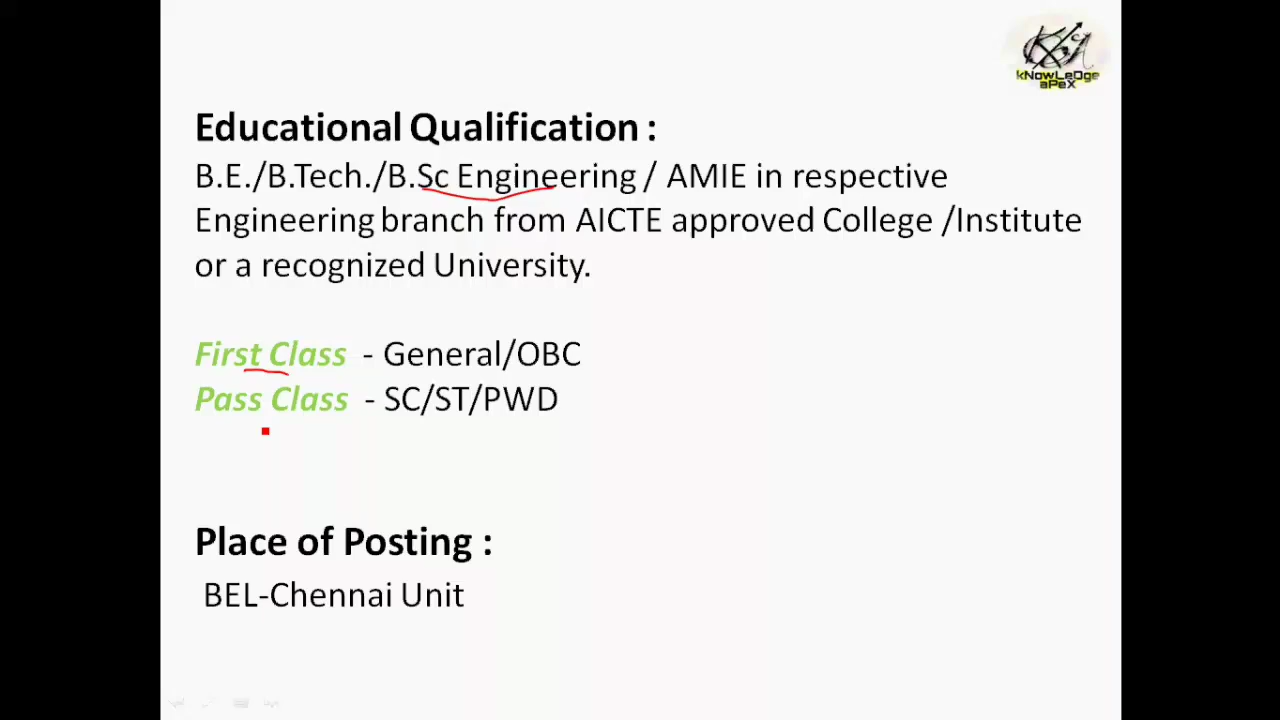 kNowLeDge
aPeX
Educational Qualification :
B.E./B.Tech./B.Sc Engineering / AMIE in respective
Engineering branch from AICTE approved College /Institute
or a recognized University.
First Class - General/OBC
Pass Class - SC/ST/PWD
Place of Posting :
BEL-Chennai Unit